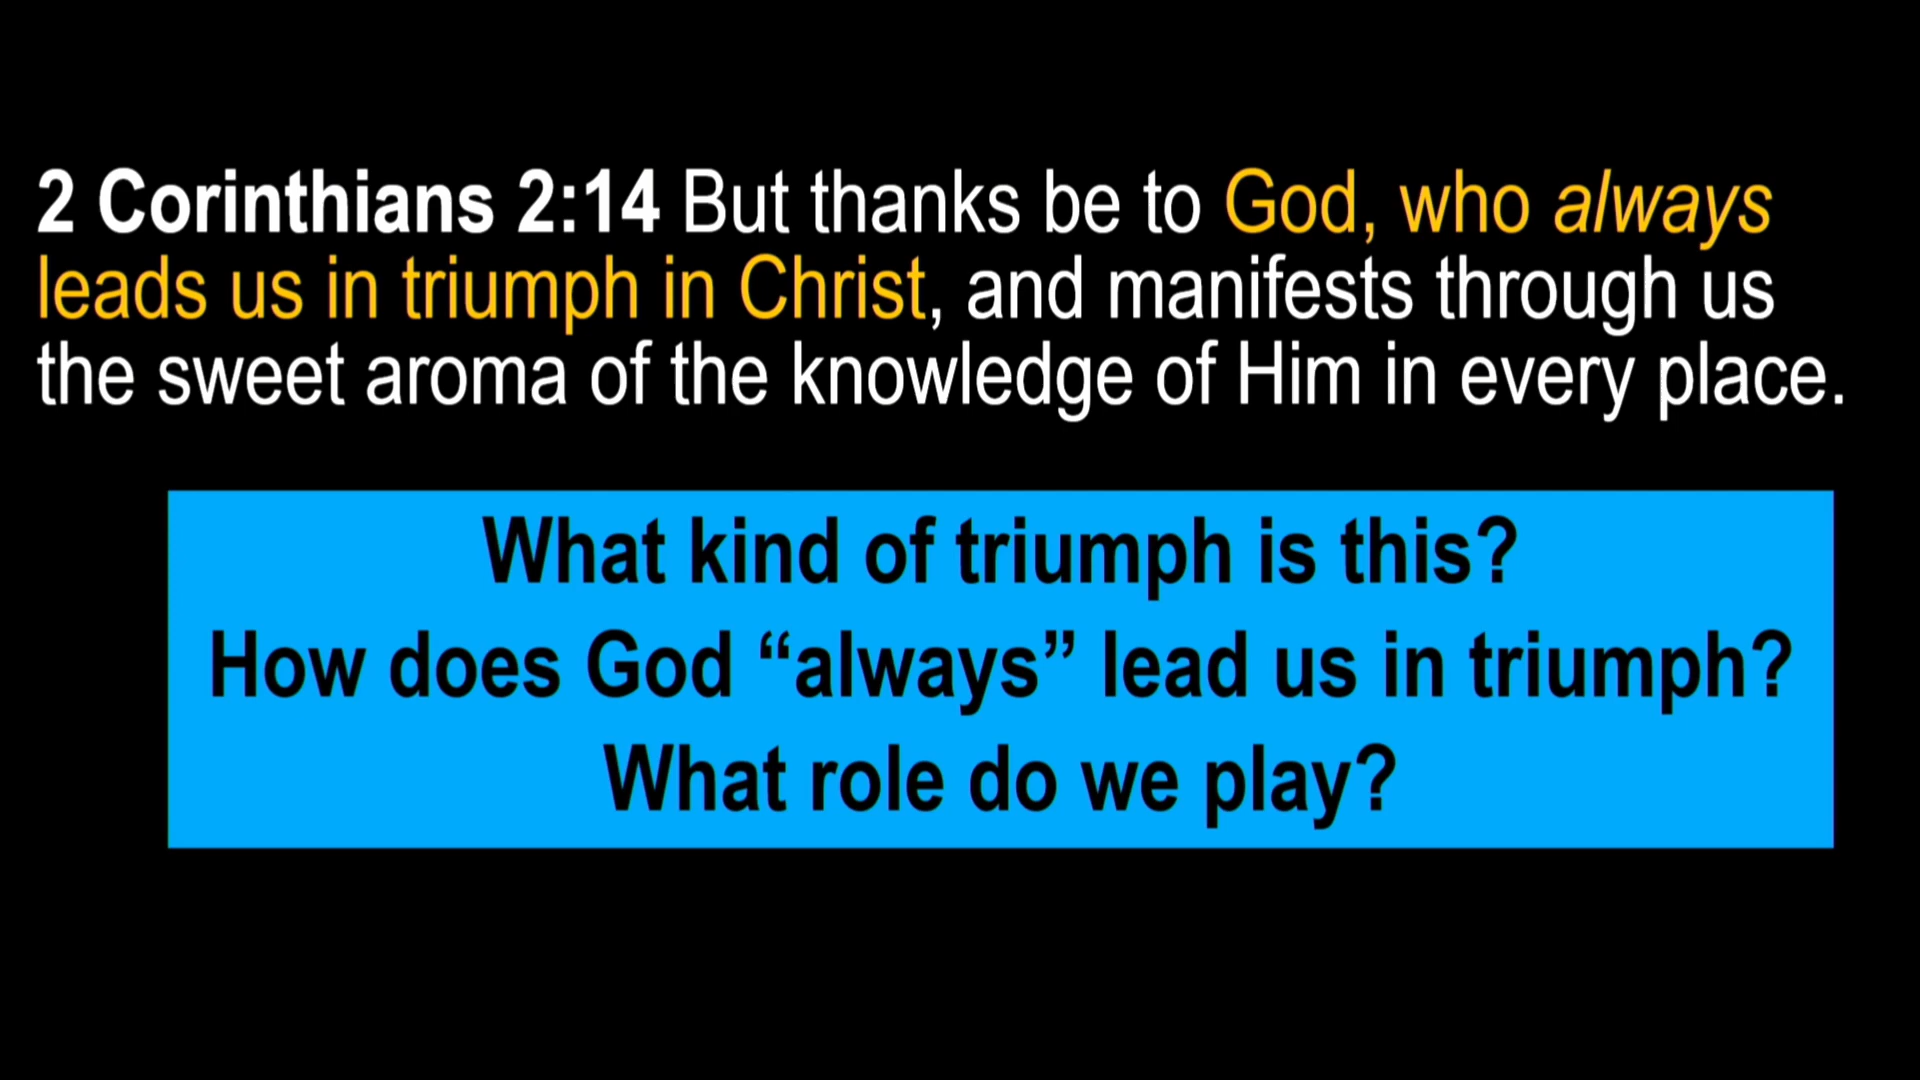 2 Corinthians 2:14 But thanks be to God, who always
leads us in triumph in Christ, and manifests through us
the sweet aroma of the knowledge of Him in every place.
What kind of triumph is this?
How does God “always” lead us in triumph?
What role do we play?